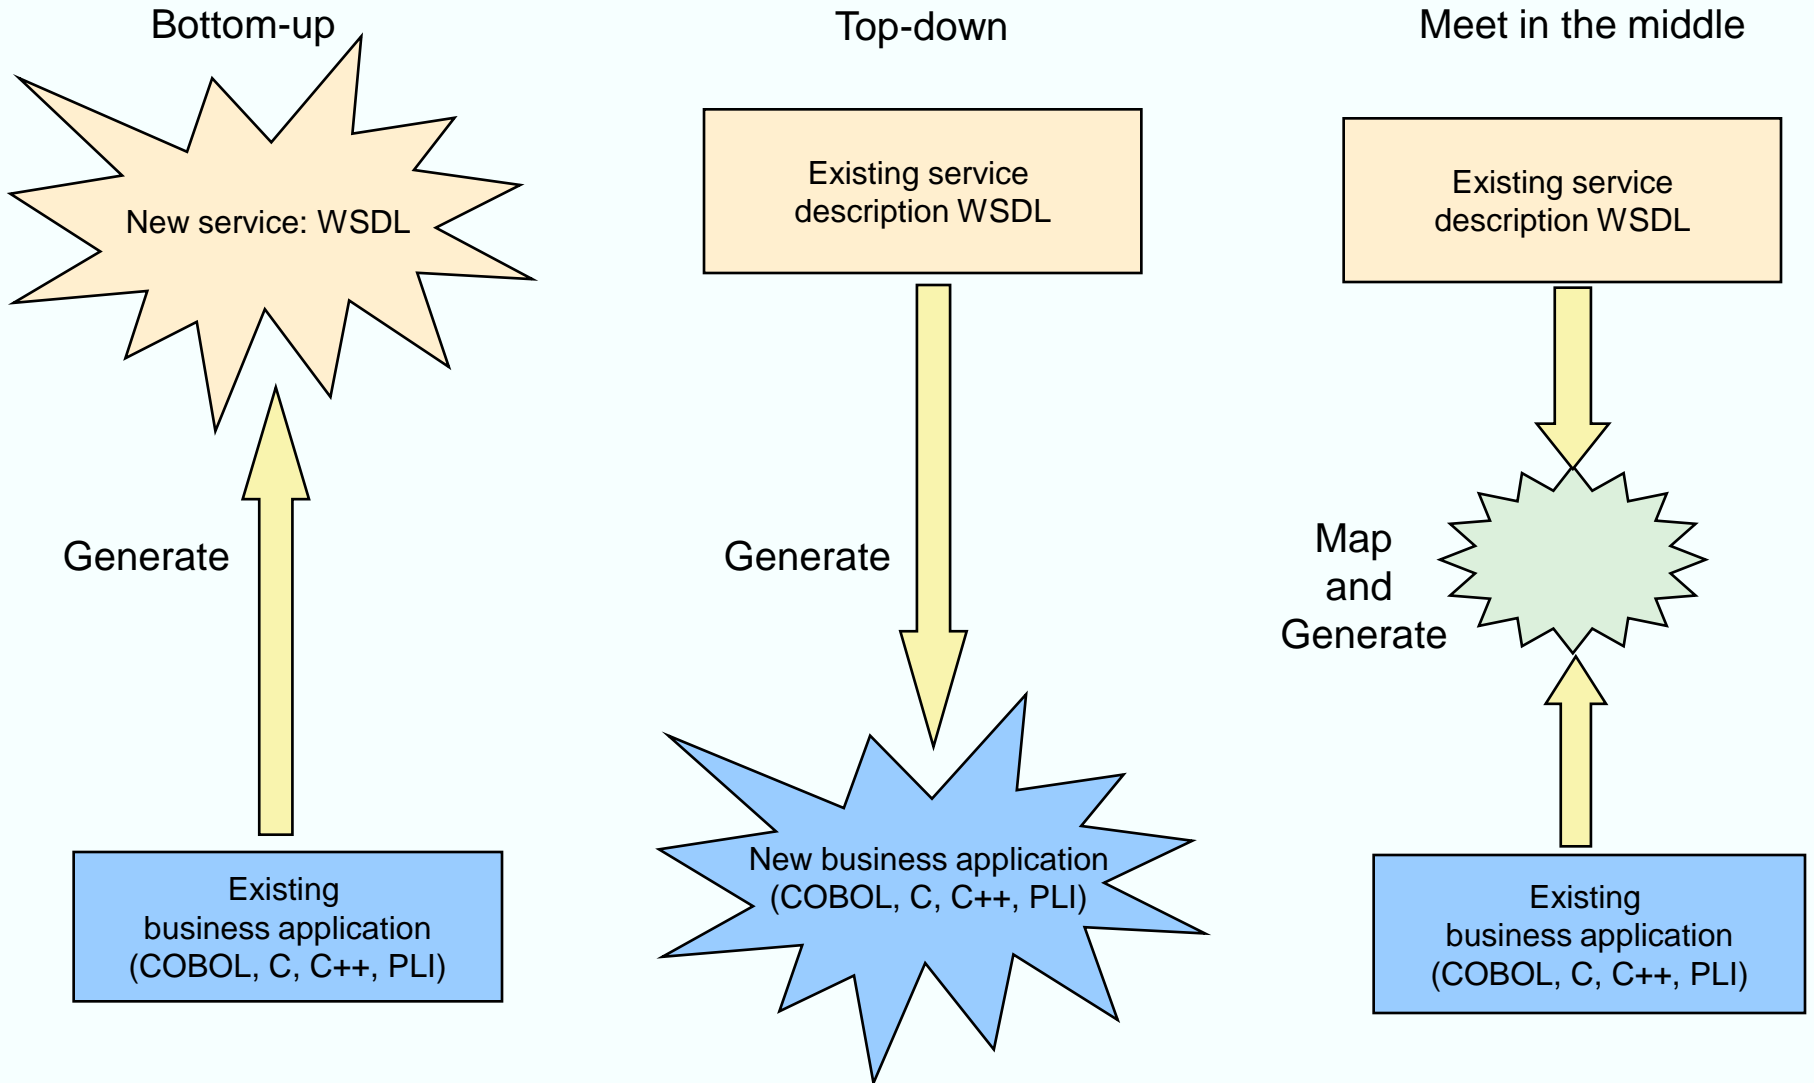 Bottom-up
New service: WSDL
Generate
Existing
business application
(COBOL, C, C++, PLI)
Top-down
Existing service
description WSDL
Generate
New business application
(COBOL, C, C++, PLI)
Meet in the middle
Existing service
description WSDL
Map
and
Generate
Existing
business application
(COBOL, C, C++, PLI)